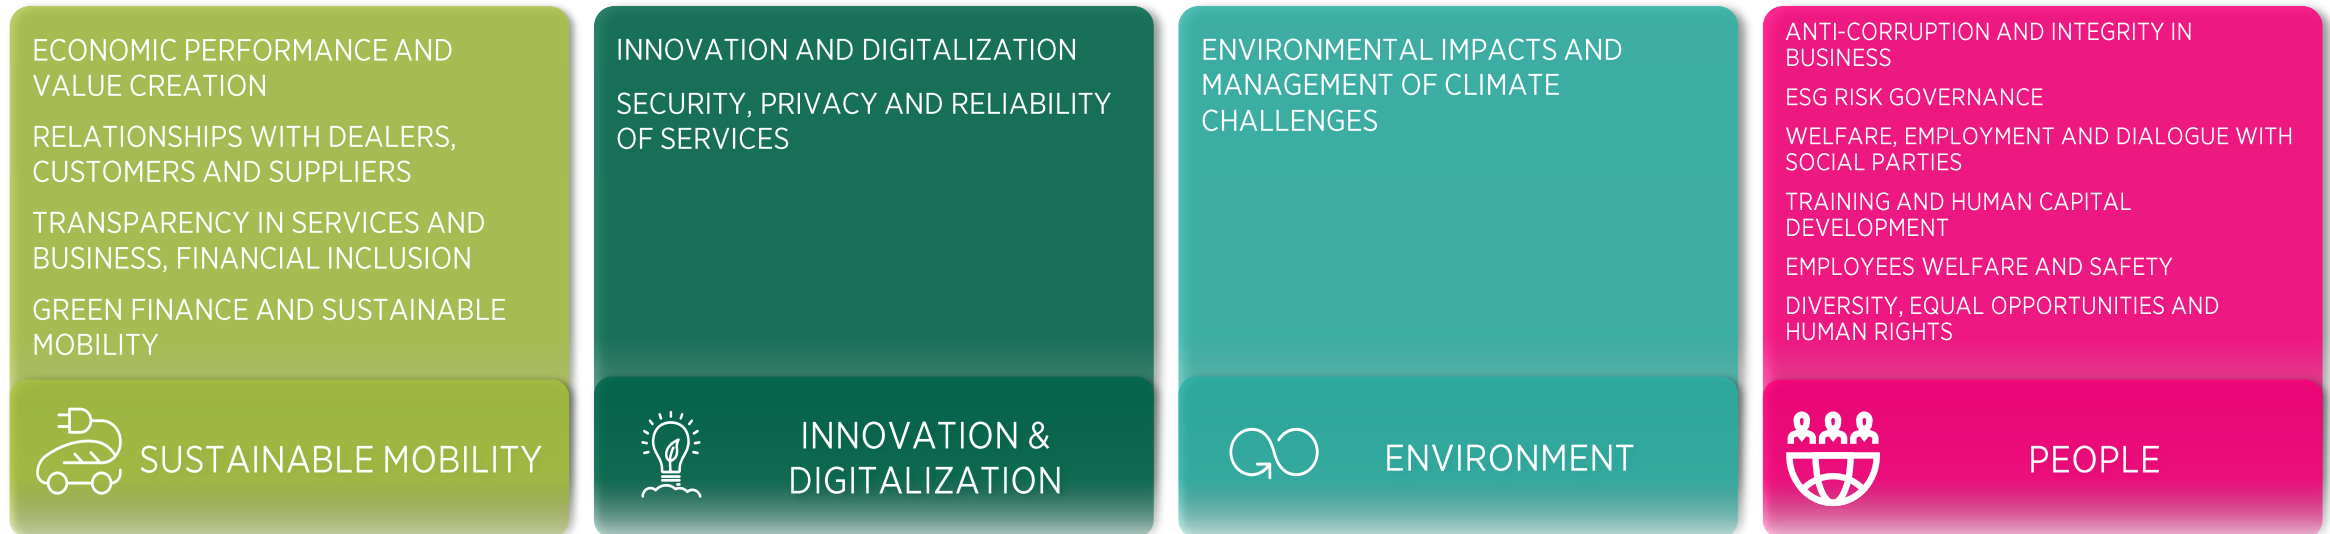 ECONOMIC PERFORMANCE AND
VALUE CREATION
RELATIONSHIPS WITH DEALERS,
CUSTOMERS AND SUPPLIERS
TRANSPARENCY IN SERVICES AND
BUSINESS, FINANCIAL INCLUSION
GREEN FINANCE AND SUSTAINABLE
MOBILITY
SUSTAINABLE MOBILITY
INNOVATION AND DIGITALIZATION
SECURITY, PRIVACY AND RELIABILITY
OF SERVICES
INNOVATION &
DIGITALIZATION
ENVIRONMENTAL IMPACTS AND
MANAGEMENT OF CLIMATE
CHALLENGES
ENVIRONMENT
ANTI-CORRUPTION AND INTEGRITY IN
BUSINESS
ESG RISK GOVERNANCE
WELFARE, EMPLOYMENT AND DIALOGUE WITH
SOCIAL PARTIES
TRAINING AND HUMAN CAPITAL
DEVELOPMENT
EMPLOYEES WELFARE AND SAFETY
DIVERSITY, EQUAL OPPORTUNITIES AND
HUMAN RIGHTS
PEOPLE